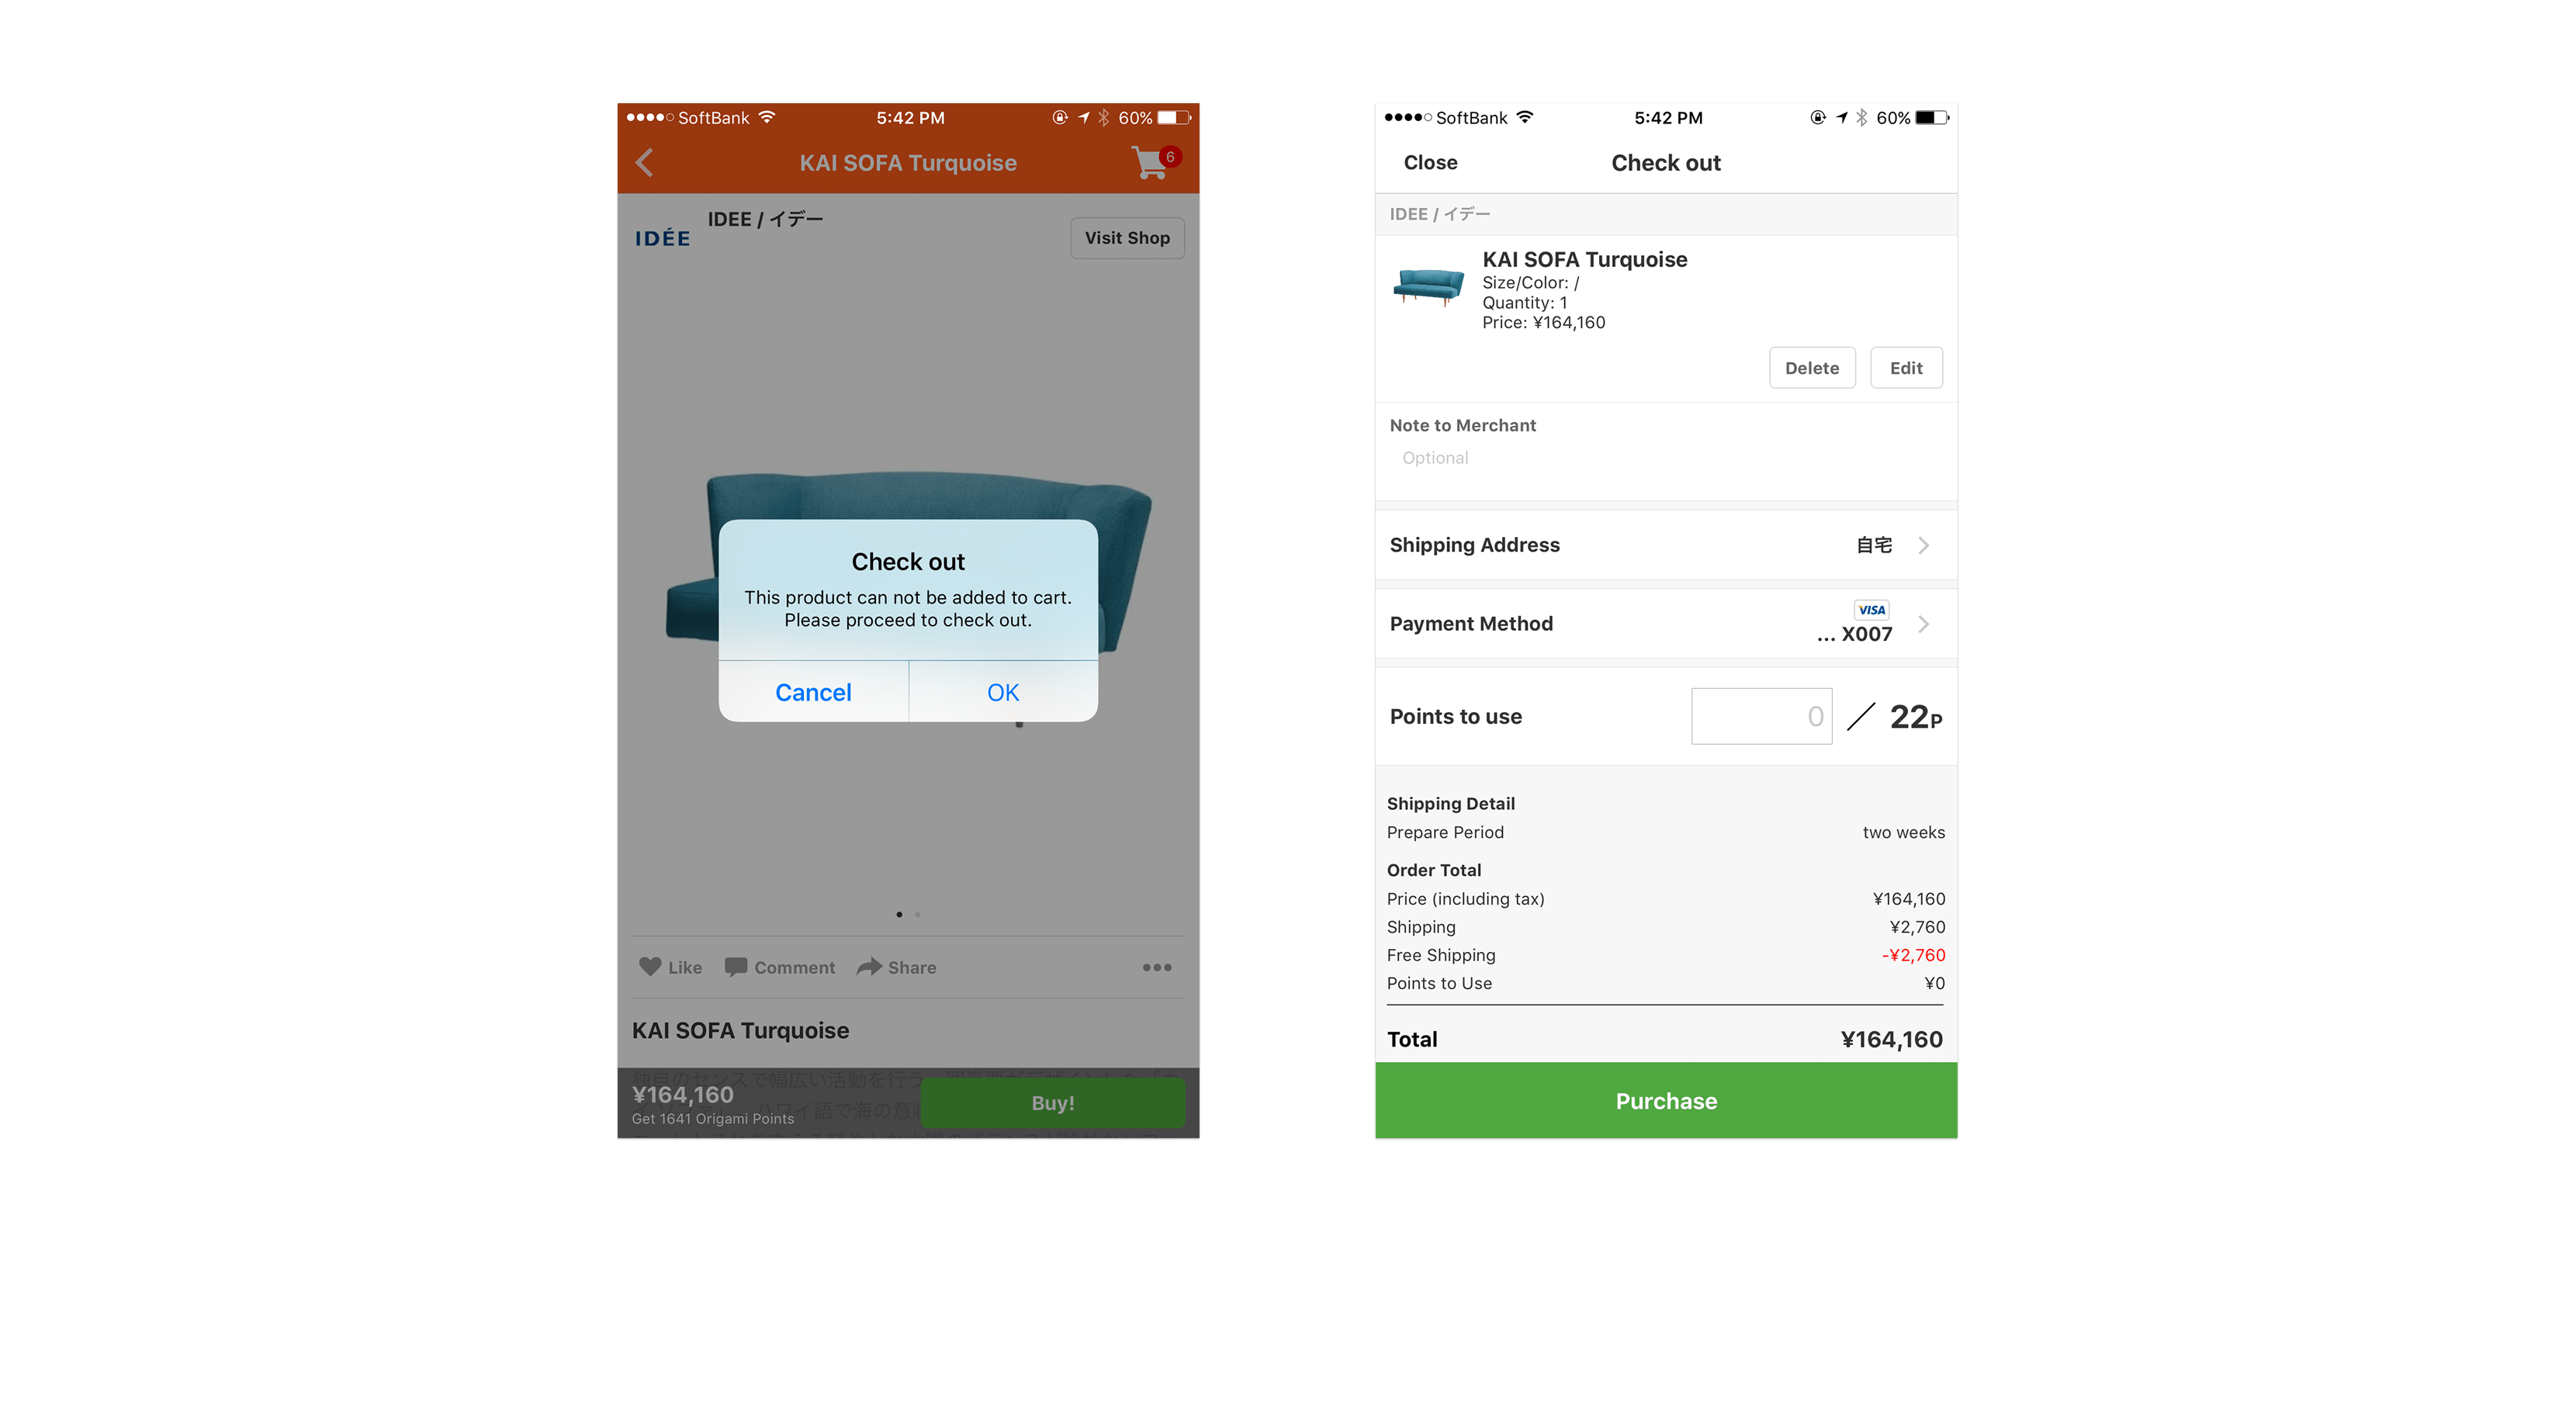 SoftBank 5:42 PM 60%
KAI SOFA Turquoise 6
IDÉE IDEE / イデー Visit Shop
Check out
This product can not be added to cart.
Please proceed to check out.
Cancel OK
Like Comment Share
KAI SOFA Turquoise
¥164,160
Get 1641 Origami Points
Buy!
SoftBank 5:42 PM 60%
Close Check out
IDEE / イデー
KAI SOFA Turquoise
Size/Color: /
Quantity: 1
Price: ¥164,160
Delete Edit
Note to Merchant
Optional
Shipping Address 自宅
Payment Method VISA
... X007
Points to use 0 / 22P
Shipping Detail
Prepare Period two weeks
Order Total
Price (including tax) ¥164,160
Shipping ¥2,760
Free Shipping -¥2,760
Points to Use ¥0
Total ¥164,160
Purchase